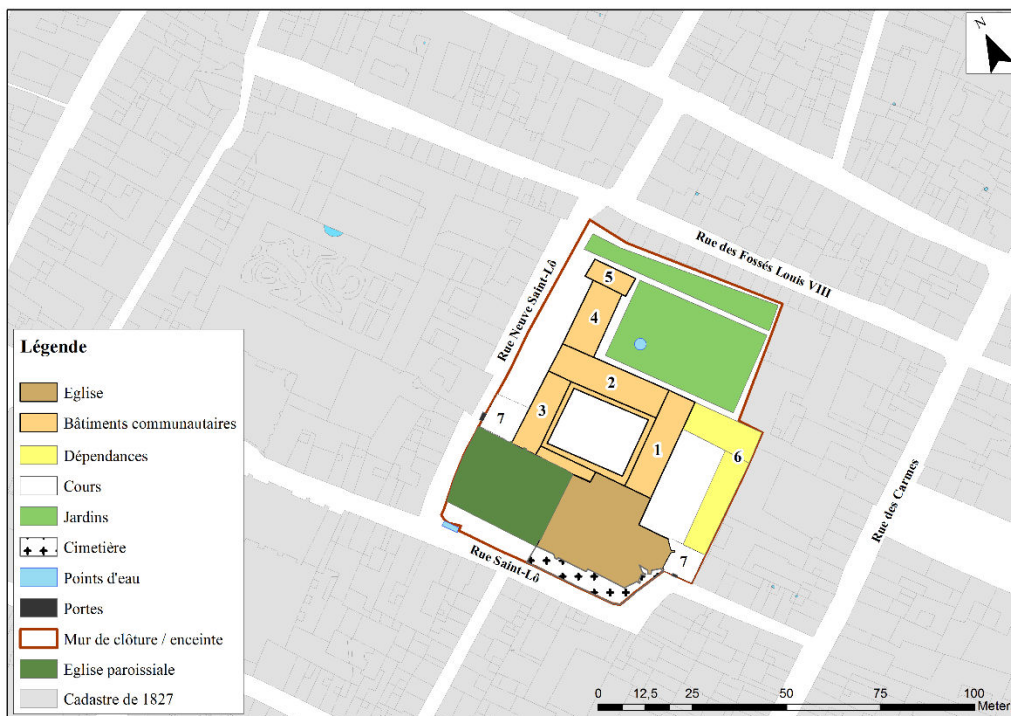 N
Rue des Fossés Louis VIII
Rue Neuve Saint-Lô
5
4
2
3
1
7
6
7
Rue des Carmes
Rue Saint-Lô
Légende
Eglise
Bâtiments communautaires
Dépendances
Cours
Jardins
Cimetière
Points d'eau
Portes
Mur de clôture / enceinte
Eglise paroissiale
Cadastre de 1827
0 12,5 25 50 75 100
Meter